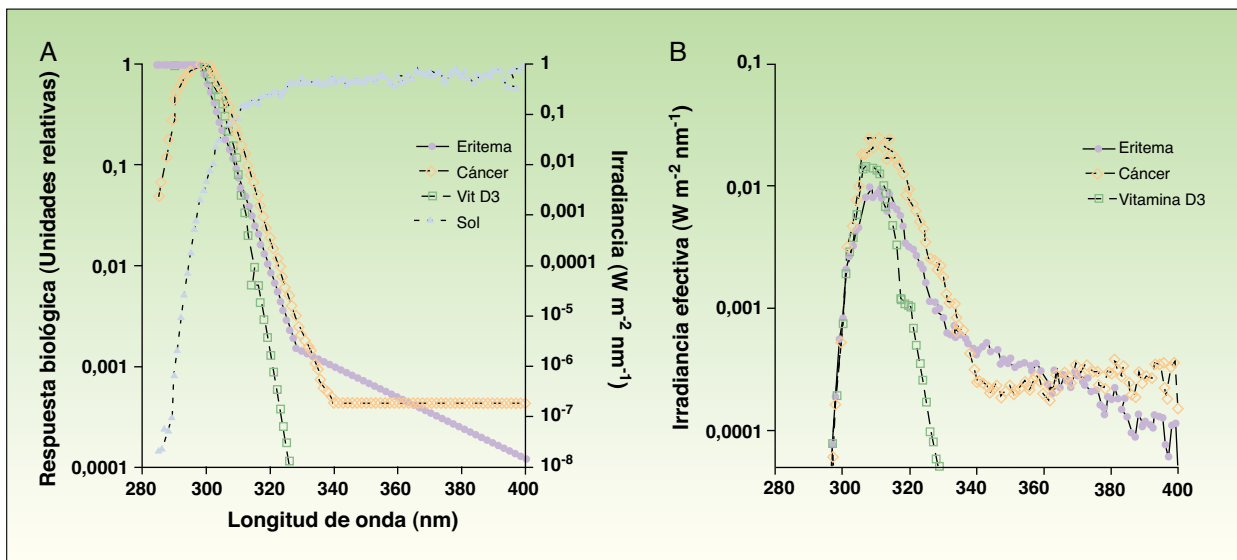 A
Respuesta biológica (Unidades relativas)
1
0,1
0,01
0,001
0,0001
280 300 320 340 360 380 400
Longitud de onda (nm)
1
0,1
0,01
0,001
0,0001
10⁻⁵
10⁻⁶
10⁻⁷
10⁻⁸
Irradiancia (W m⁻² nm⁻¹)
Eritema
Cáncer
Vit D3
Sol
B
Irradiancia efectiva (W m⁻² nm⁻¹)
0,1
0,01
0,001
0,0001
280 300 320 340 360 380 400
Eritema
Cáncer
Vitamina D3